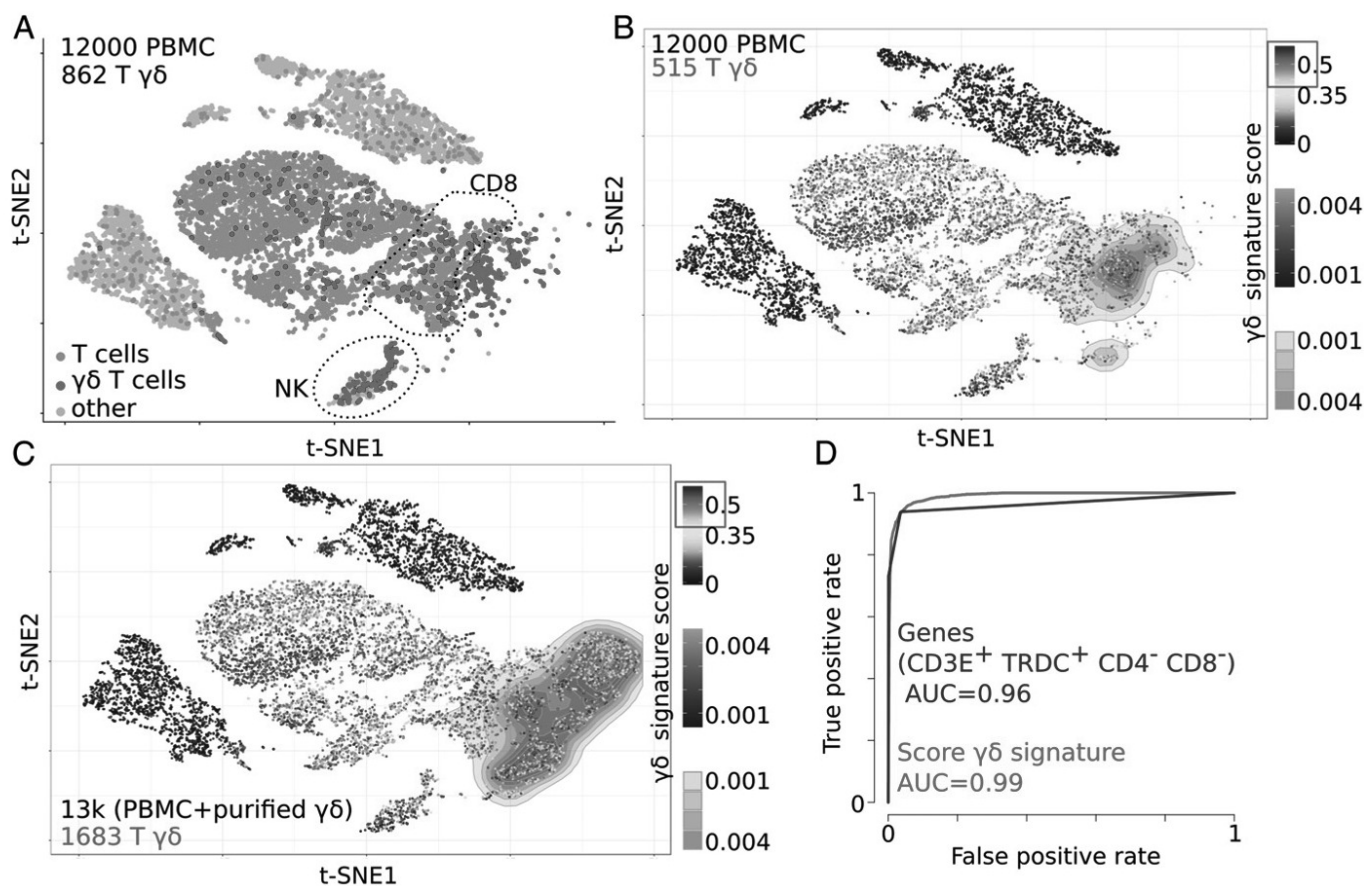 A
12000 PBMC
862 T γδ
CD8
NK
T cells
γδ T cells
other
t-SNE2
t-SNE1
B
12000 PBMC
515 T γδ
t-SNE2
t-SNE1
γδ signature score
0.5
0.35
0
0.004
0.001
0.001
0.004
C
13k (PBMC+purified γδ)
1683 T γδ
t-SNE2
t-SNE1
γδ signature score
0.5
0.35
0
0.004
0.001
0.001
0.004
D
1
True positive rate
Genes
(CD3E⁺ TRDC⁺ CD4⁻ CD8⁻)
AUC=0.96
Score γδ signature
AUC=0.99
0
0
1
False positive rate